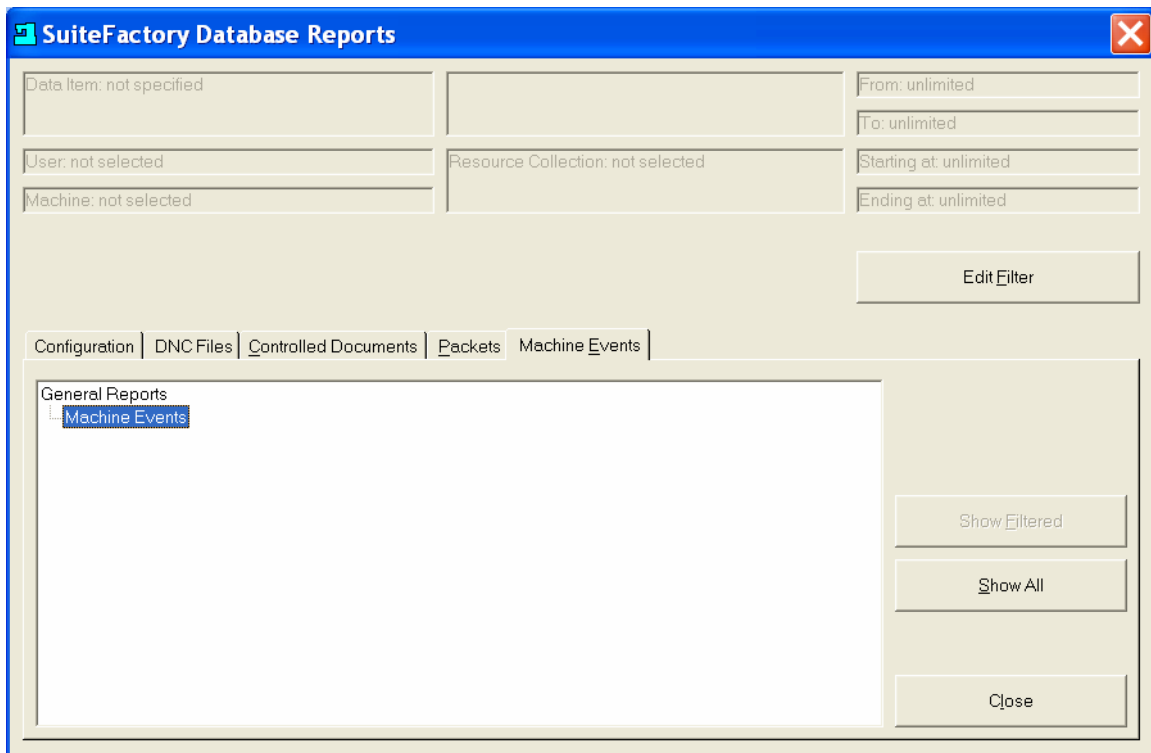 SuiteFactory Database Reports
Data Item: not specified
From: unlimited
To: unlimited
User: not selected
Resource Collection: not selected
Starting at: unlimited
Machine: not selected
Ending at: unlimited
Edit Filter
Configuration DNC Files Controlled Documents Packets Machine Events
General Reports
Machine Events
Show Filtered
Show All
Close